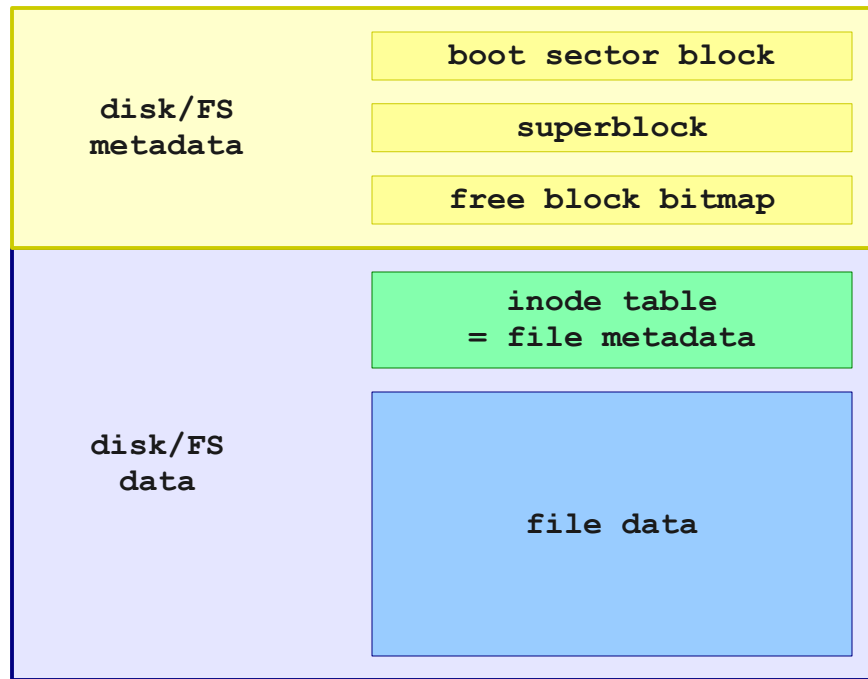 boot sector block
disk/FS
metadata
superblock
free block bitmap
inode table
= file metadata
disk/FS
data
file data